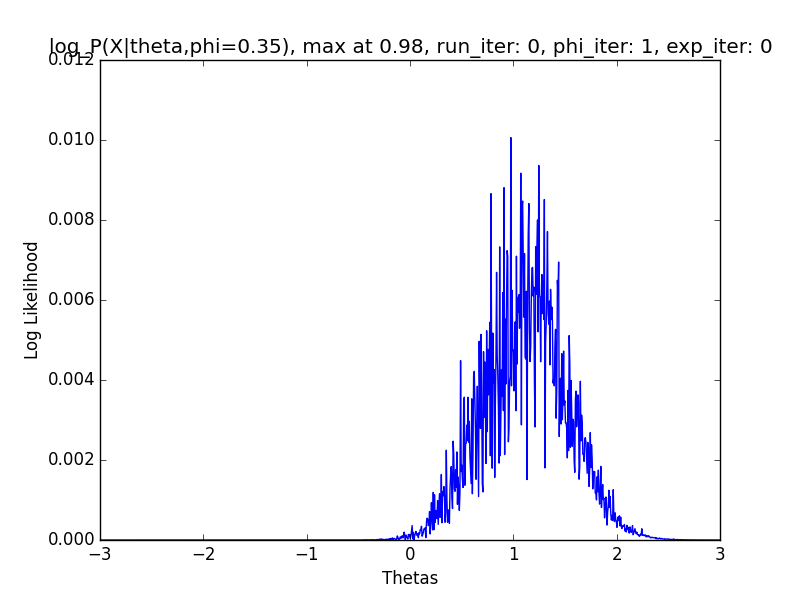 log_P(X|theta,phi=0.35), max at 0.98, run_iter: 0, phi_iter: 1, exp_iter: 0
0.012
0.010
0.008
0.006
0.004
0.002
0.000
Log Likelihood
−3 −2 −1 0 1 2 3
Thetas